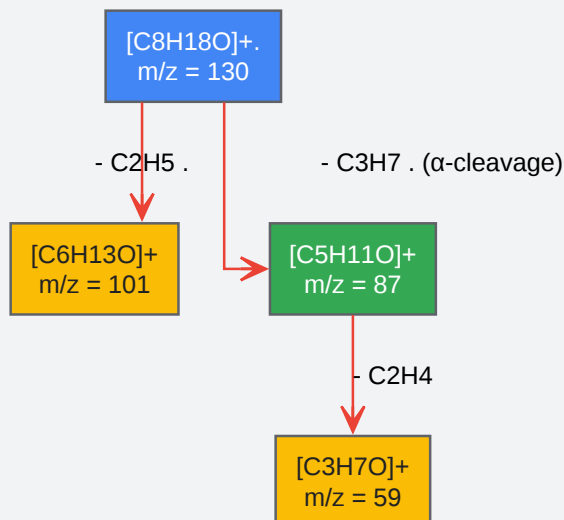 [C8H18O]+.
m/z = 130
- C2H5 .
- C3H7 . (α-cleavage)
[C6H13O]+
m/z = 101
[C5H11O]+
m/z = 87
- C2H4
[C3H7O]+
m/z = 59